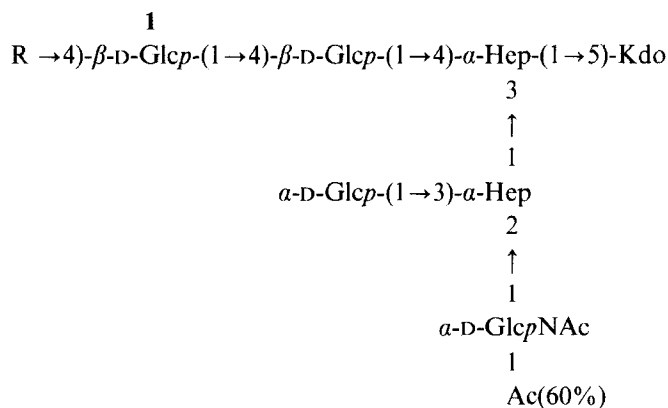 1
R →4)-β-D-Glcp-(1→4)-β-D-Glcp-(1→4)-α-Hep-(1→5)-Kdo
3
↑
1
α-D-Glcp-(1→3)-α-Hep
2
↑
1
α-D-GlcpNAc
1
Ac(60%)